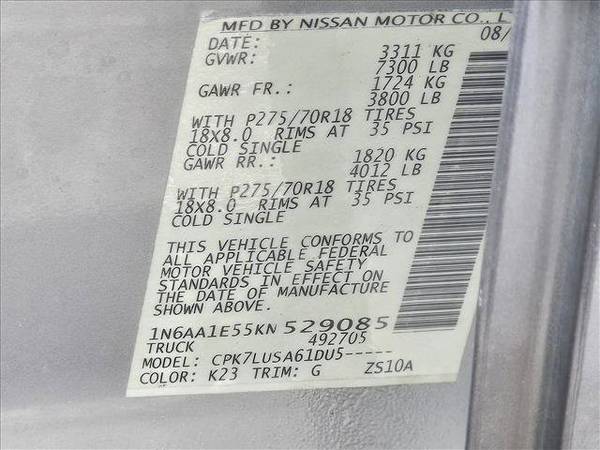 MFD BY NISSAN MOTOR CO., L
DATE: 08/
GVWR: 3311 KG
7300 LB
GAWR FR.: 1724 KG
3800 LB
WITH P275/70R18 TIRES
18X8.0 RIMS AT 35 PSI
COLD SINGLE
GAWR RR.: 1820 KG
4012 LB
WITH P275/70R18 TIRES
18X8.0 RIMS AT 35 PSI
COLD SINGLE
THIS VEHICLE CONFORMS TO
ALL APPLICABLE FEDERAL
MOTOR VEHICLE SAFETY
STANDARDS IN EFFECT ON
THE DATE OF MANUFACTURE
SHOWN ABOVE.
1N6AA1E55KN529085
TRUCK 492705
MODEL: CPK7LUSA61DU5-----
COLOR: K23 TRIM: G ZS10A